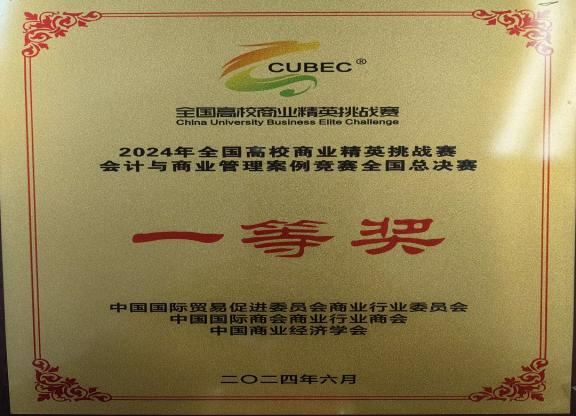 CUBEC®
全国高校商业精英挑战赛
China University Business Elite Challenge
2024年全国高校商业精英挑战赛
会计与商业管理案例竞赛全国总决赛
一等奖
中国国际贸易促进委员会商业行业委员会
中国国际商会商业行业商会
中国商业经济学会
二〇二四年六月